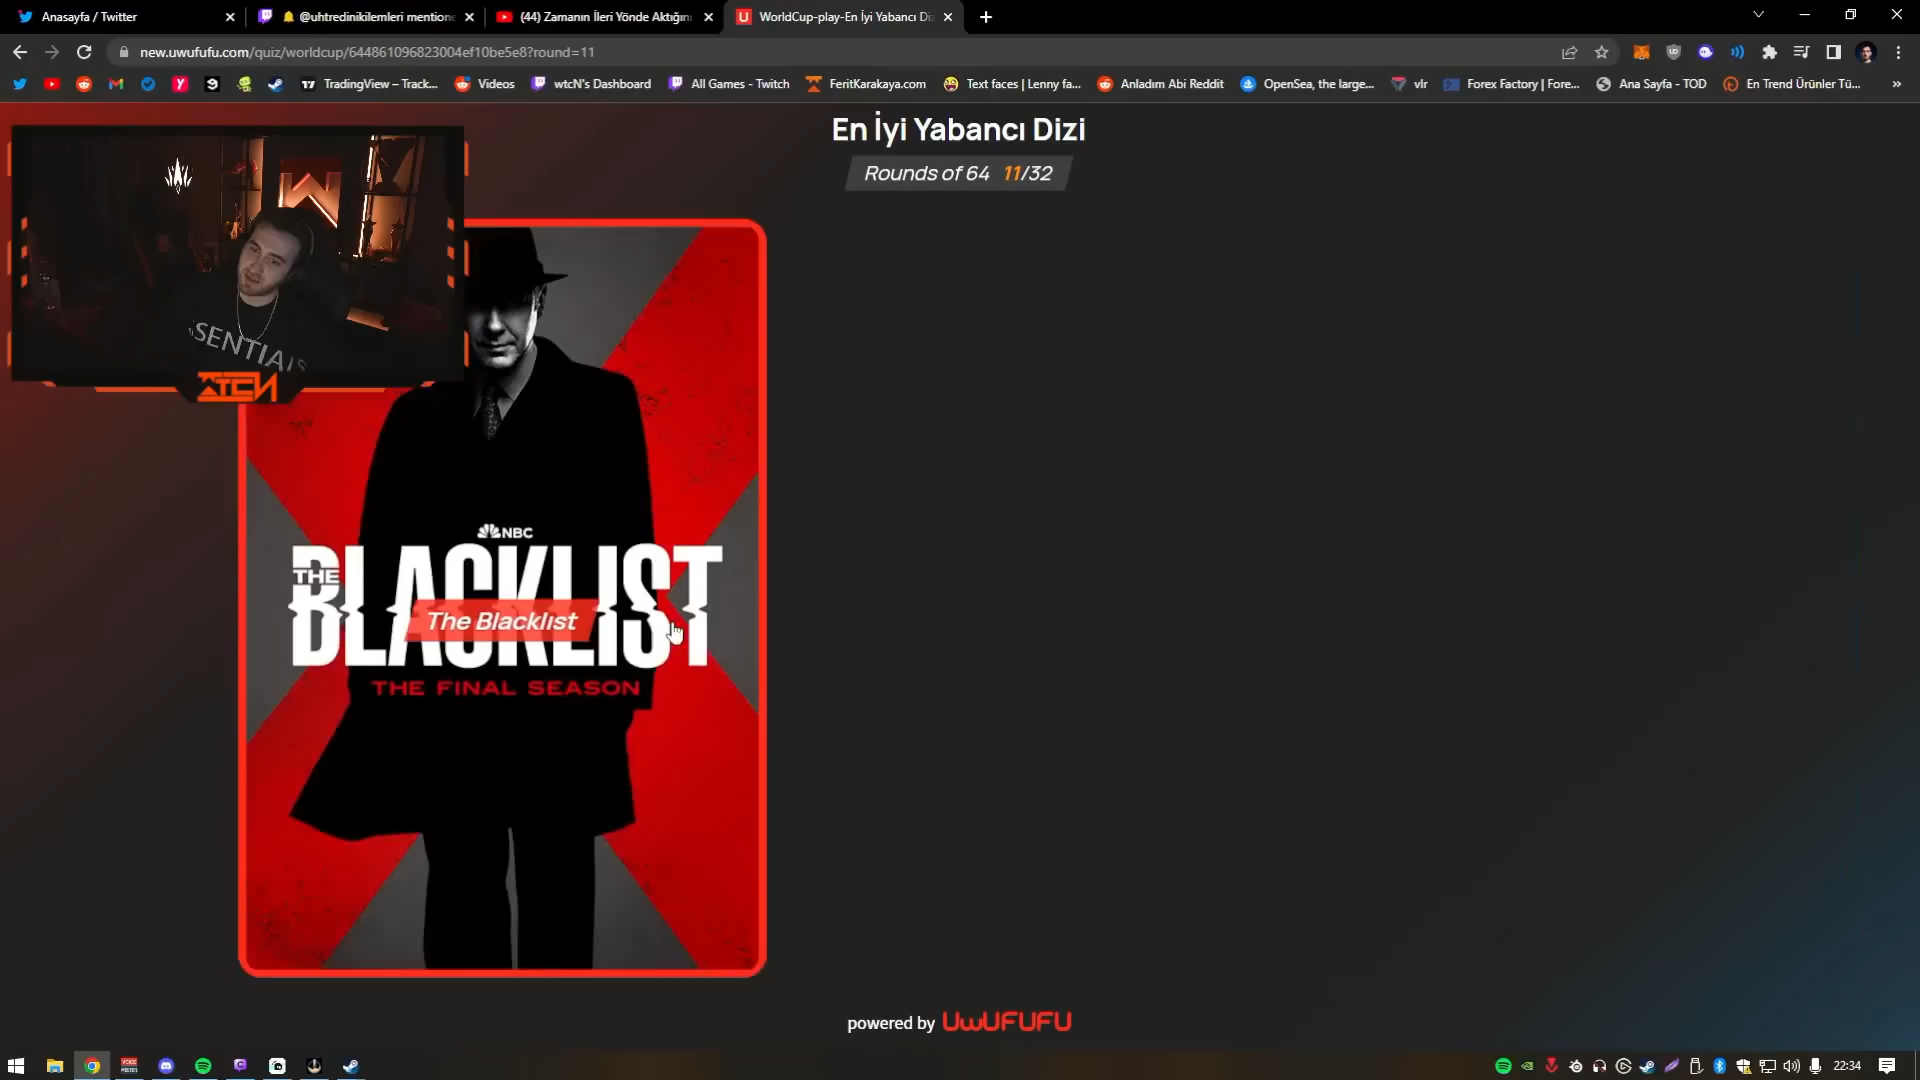 Anasayfa / Twitter
@uhtredinikilemleri mention
(44) Zamanın İleri Yönde Aktığın
WorldCup-play-En İyi Yabancı Di
new.uwufufu.com/quiz/worldcup/644861096823004ef10be5e8?round=11
TradingView – Track...
Videos
wtcN's Dashboard
All Games - Twitch
FeritKarakaya.com
Text faces | Lenny fa...
Anladım Abi Reddit
OpenSea, the large...
vlr
Forex Factory | Fore...
Ana Sayfa - TOD
En Trend Ürünler Tü...
En İyi Yabancı Dizi
Rounds of 64 11/32
WTCN
NBC
THE BLACKLIST
The Blacklıst
THE FINAL SEASON
powered by UwUFUFU
22:34